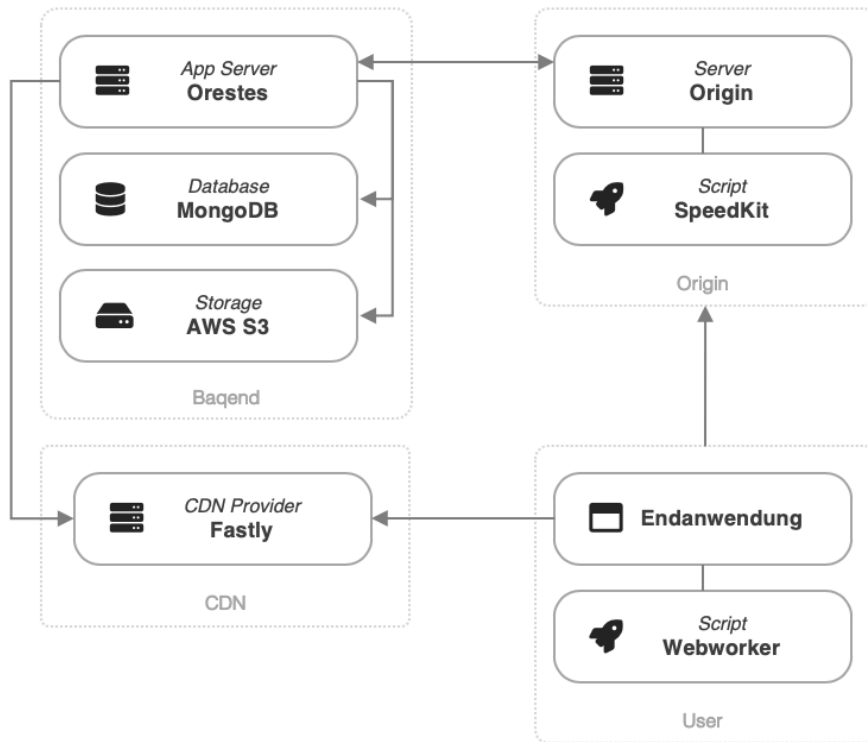 App Server
Orestes
Database
MongoDB
Storage
AWS S3
Baqend
Server
Origin
Script
SpeedKit
Origin
CDN Provider
Fastly
CDN
Endanwendung
Script
Webworker
User